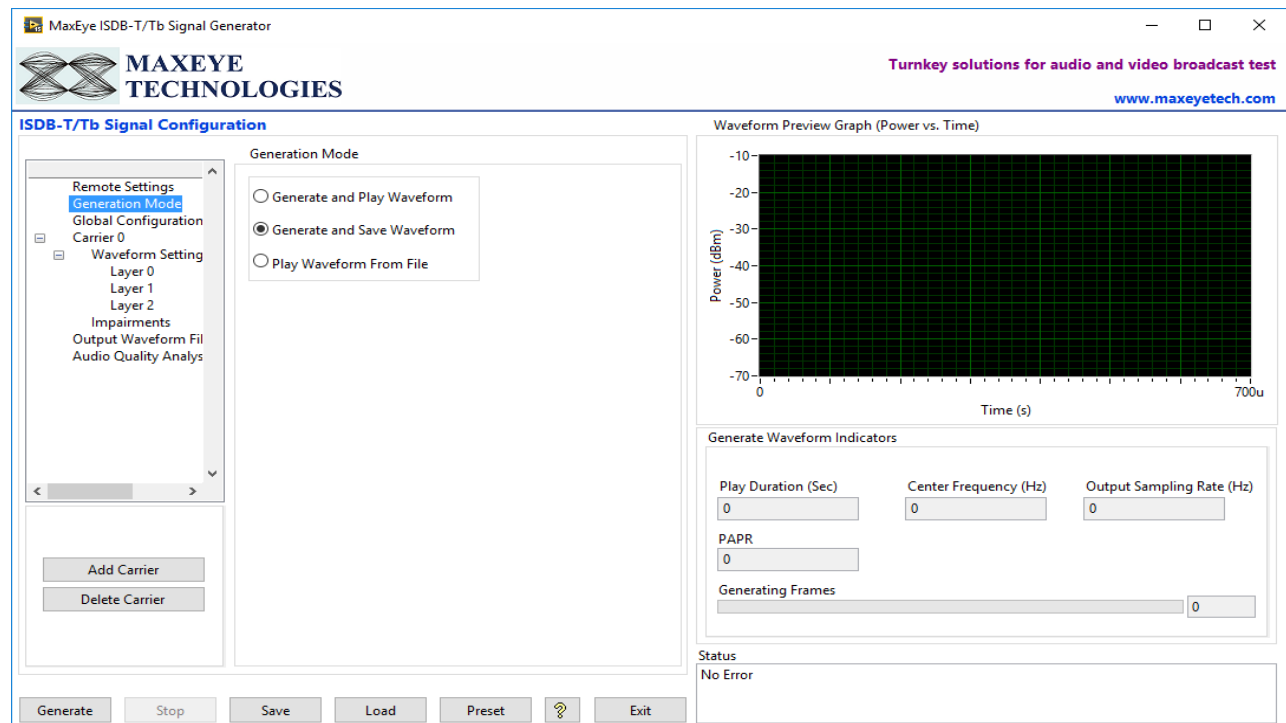 MaxEye ISDB-T/Tb Signal Generator
MAXEYE
TECHNOLOGIES
Turnkey solutions for audio and video broadcast test
www.maxeyetech.com
ISDB-T/Tb Signal Configuration
Remote Settings
Generation Mode
Global Configuration
Carrier 0
Waveform Setting
Layer 0
Layer 1
Layer 2
Impairments
Output Waveform Fil
Audio Quality Analys
Add Carrier
Delete Carrier
Generation Mode
Generate and Play Waveform
Generate and Save Waveform
Play Waveform From File
Waveform Preview Graph (Power vs. Time)
Power (dBm)
-10
-20
-30
-40
-50
-60
-70
0
700u
Time (s)
Generate Waveform Indicators
Play Duration (Sec)
0
Center Frequency (Hz)
0
Output Sampling Rate (Hz)
0
PAPR
0
Generating Frames
0
Status
No Error
Generate
Stop
Save
Load
Preset
?
Exit